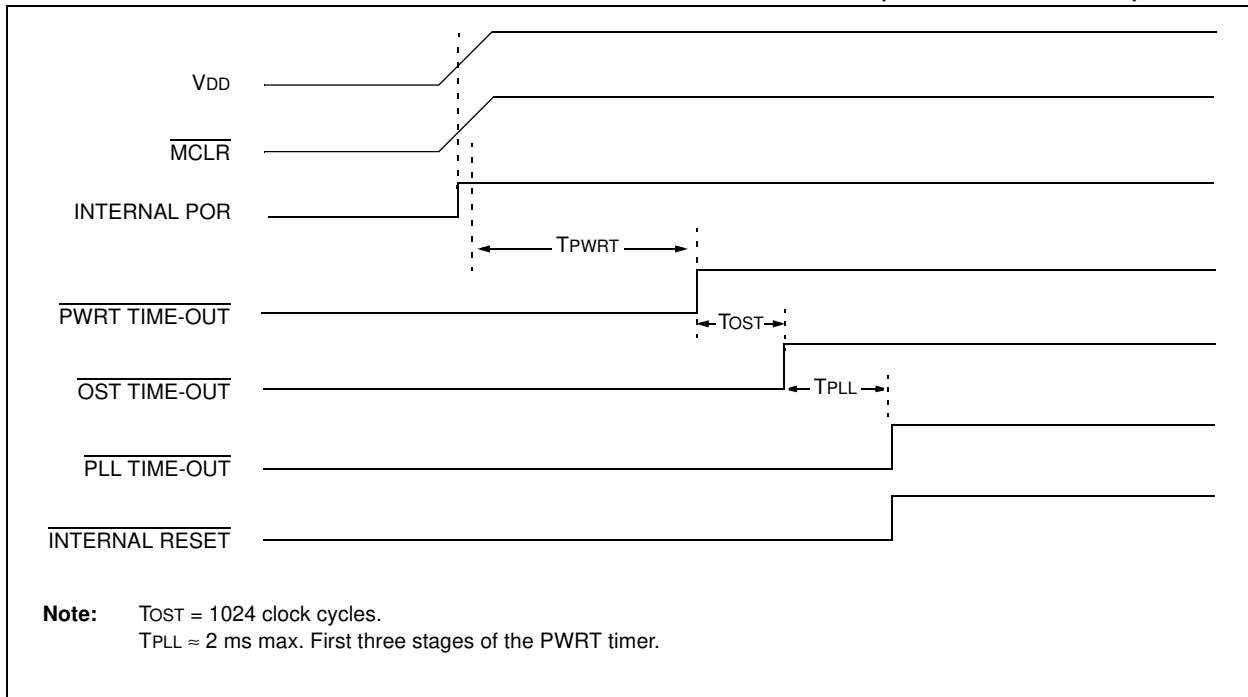 VDD
MCLR
INTERNAL POR
TPWRT
PWRT TIME-OUT
TOST
OST TIME-OUT
TPLL
PLL TIME-OUT
INTERNAL RESET
Note: TOST = 1024 clock cycles.
TPLL ≈ 2 ms max. First three stages of the PWRT timer.